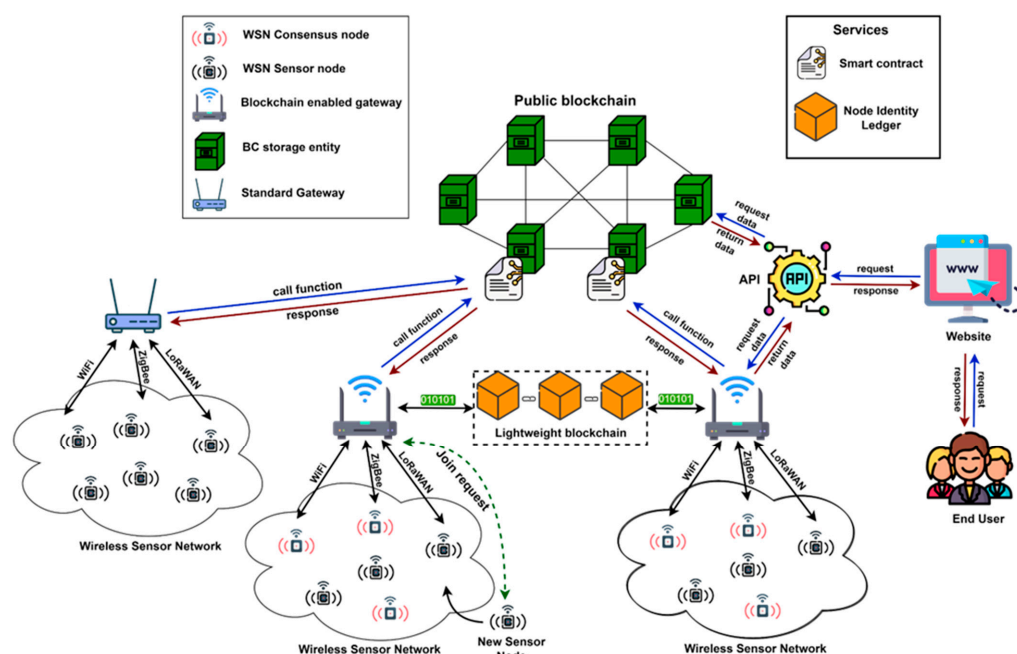 WSN Consensus node
WSN Sensor node
Blockchain enabled gateway
BC storage entity
Standard Gateway
Services
Smart contract
Node Identity
Ledger
Public blockchain
request
data
return
data
API
API
request
response
WWW
Website
call function
response
call function
response
call function
response
request
data
return
data
response
request
End User
WiFi
ZigBee
LoRaWAN
Wireless Sensor Network
010101
010101
Lightweight blockchain
Join request
WiFi
ZigBee
LoRaWAN
Wireless Sensor Network
New Sensor
Node
WiFi
ZigBee
LoRaWAN
Wireless Sensor Network